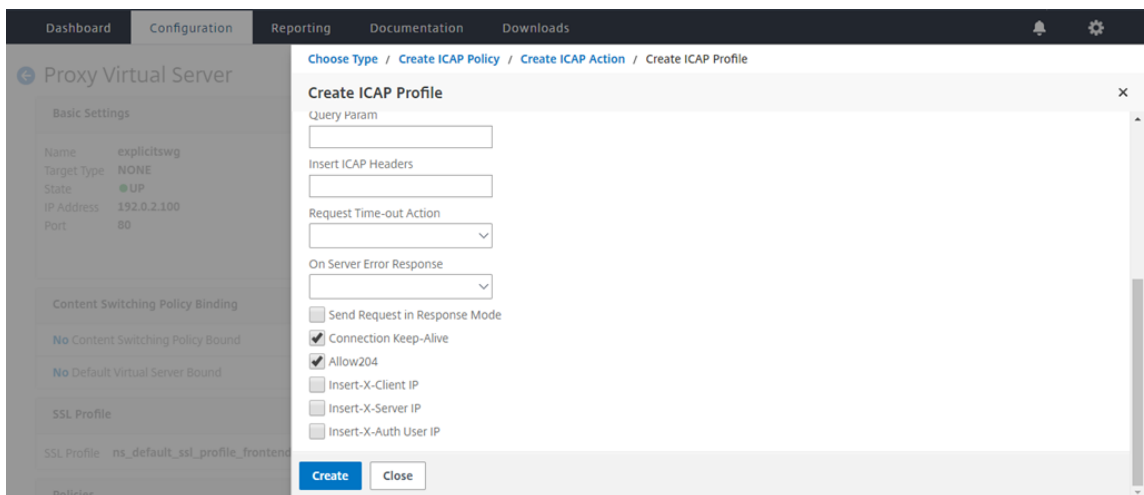 Dashboard Configuration Reporting Documentation Downloads
Choose Type / Create ICAP Policy / Create ICAP Action / Create ICAP Profile
Proxy Virtual Server
Basic Settings
Name explicitswg
Target Type NONE
State UP
IP Address 192.0.2.100
Port 80
Content Switching Policy Binding
No Content Switching Policy Bound
No Default Virtual Server Bound
SSL Profile
SSL Profile ns_default_ssl_profile_frontend
Policies
Create ICAP Profile
Query Param
Insert ICAP Headers
Request Time-out Action
On Server Error Response
Send Request in Response Mode
Connection Keep-Alive
Allow204
Insert-X-Client IP
Insert-X-Server IP
Insert-X-Auth User IP
Create Close